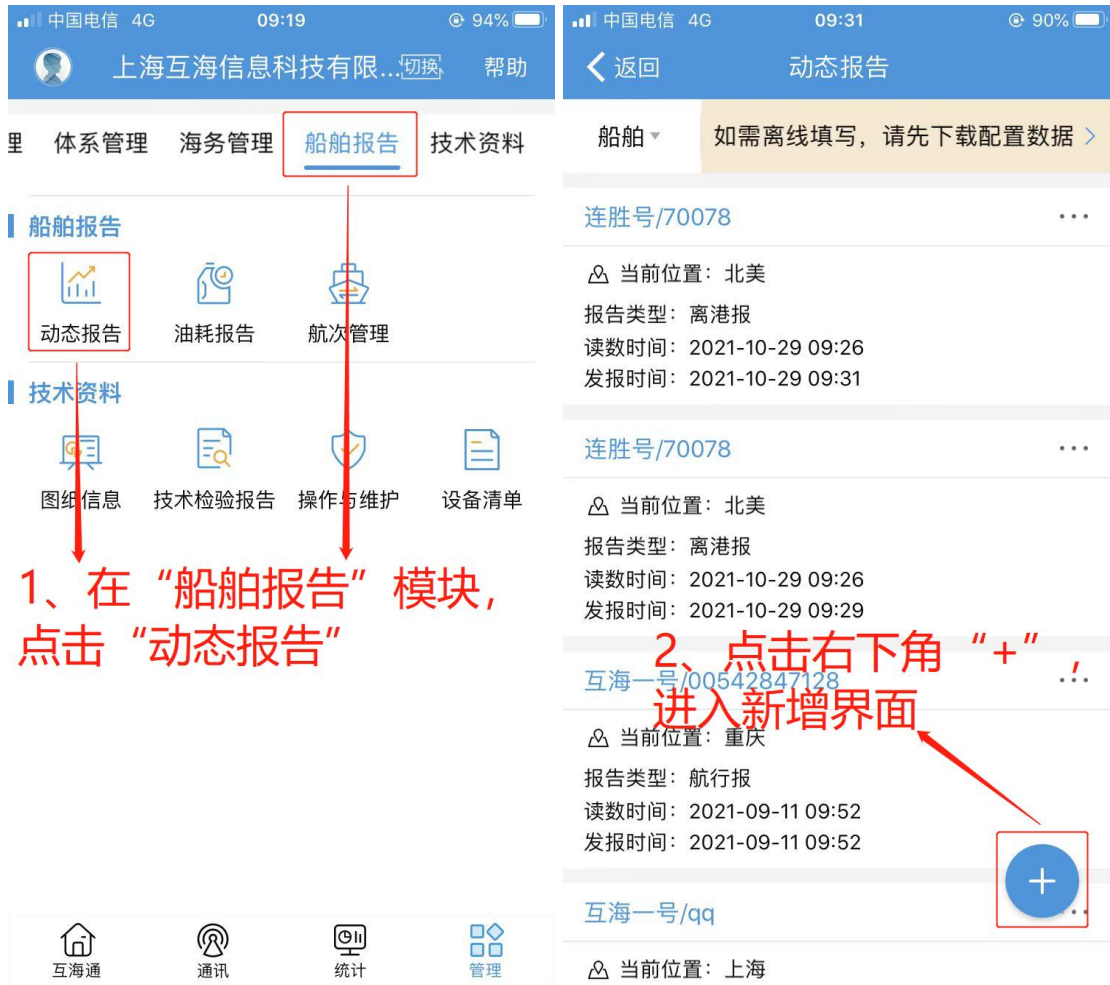 中国电信 4G 09:19 94%
上海互海信息科技有限... 切换 帮助
理 体系管理 海务管理 船舶报告 技术资料
船舶报告
动态报告 油耗报告 航次管理
技术资料
图纸信息 技术检验报告 操作与维护 设备清单
1、在“船舶报告”模块，
点击“动态报告”
互海通 通讯 统计 管理
中国电信 4G 09:31 90%
返回 动态报告
船舶 如需离线填写，请先下载配置数据
连胜号/70078
当前位置：北美
报告类型：离港报
读数时间：2021-10-29 09:26
发报时间：2021-10-29 09:31
连胜号/70078
当前位置：北美
报告类型：离港报
读数时间：2021-10-29 09:26
发报时间：2021-10-29 09:29
2、点击右下角“+”，
进入新增界面
互海一号/00542847128
当前位置：重庆
报告类型：航行报
读数时间：2021-09-11 09:52
发报时间：2021-09-11 09:52
互海一号/qq
当前位置：上海